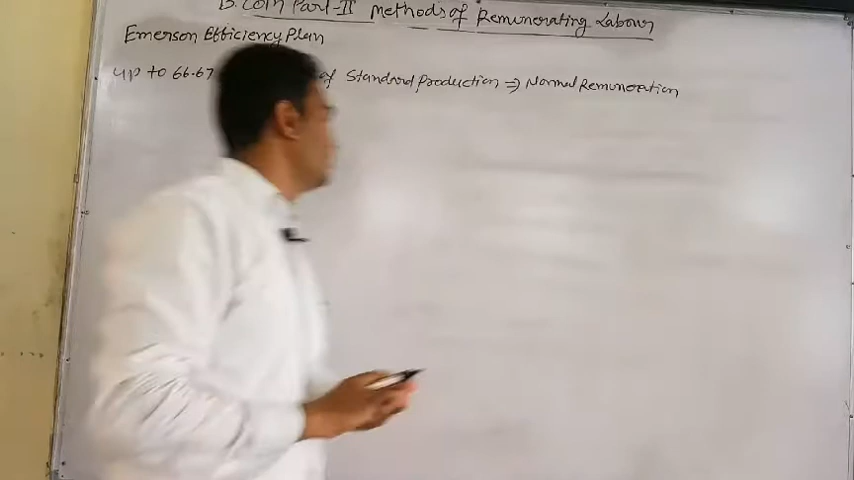 B.Com Part-II Methods of Remunerating Labour
Emerson Efficiency Plan
up to 66.67 of Standard Production ⇒ Normal Remuneration